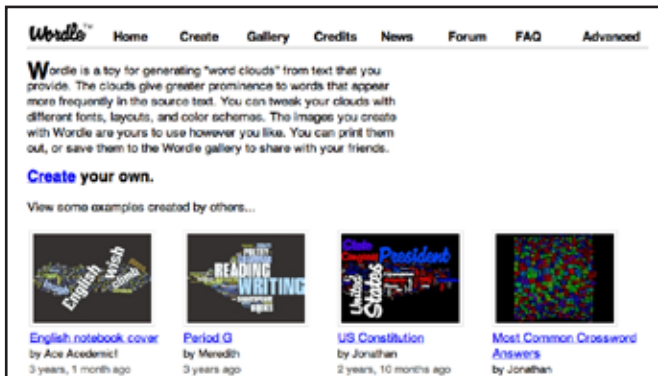 Wordle™ Home Create Gallery Credits News Forum FAQ Advanced
Wordle is a toy for generating "word clouds" from text that you
provide. The clouds give greater prominence to words that appear
more frequently in the source text. You can tweak your clouds with
different fonts, layouts, and color schemes. The images you create
with Wordle are yours to use however you like. You can print them
out, or save them to the Wordle gallery to share with your friends.
Create your own.
View some examples created by others...
English wish climb
READING WRITING
State Congress President United States
English notebook cover
by Ace Acedemic!
3 years, 1 month ago
Period G
by Meredith
3 years ago
US Constitution
by Jonathan
2 years, 10 months ago
Most Common Crossword
Answers
by Jonathan